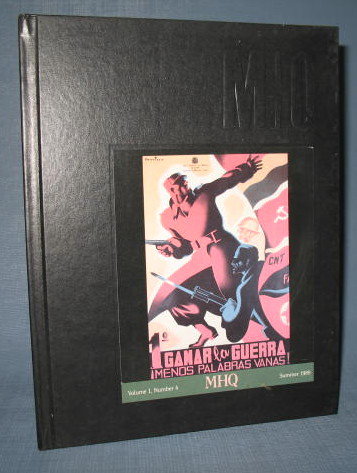 MHQ
CNT
1º GANAR la GUERRA
¡MENOS PALABRAS VANAS!
Volume 1, Number 4
MHQ
Summer 1989